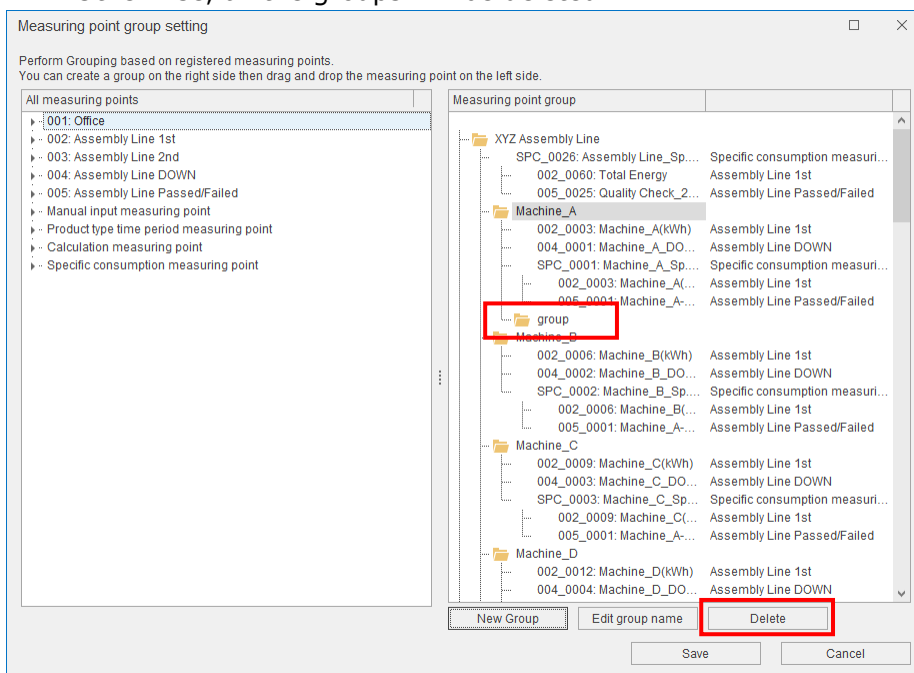 Measuring point group setting
Perform Grouping based on registered measuring points.
You can create a group on the right side then drag and drop the measuring point on the left side.
All measuring points
001: Office
002: Assembly Line 1st
003: Assembly Line 2nd
004: Assembly Line DOWN
005: Assembly Line Passed/Failed
Manual input measuring point
Product type time period measuring point
Calculation measuring point
Specific consumption measuring point
Measuring point group
XYZ Assembly Line
SPC_0026: Assembly Line_Sp.... Specific consumption measuri...
002_0060: Total Energy Assembly Line 1st
005_0025: Quality Check_2... Assembly Line Passed/Failed
Machine_A
002_0003: Machine_A(kWh) Assembly Line 1st
004_0001: Machine_A_DO... Assembly Line DOWN
SPC_0001: Machine_A_Sp.... Specific consumption measuri...
002_0003: Machine_A(... Assembly Line 1st
005_0001: Machine_A-... Assembly Line Passed/Failed
group
Machine_B
002_0006: Machine_B(kWh) Assembly Line 1st
004_0002: Machine_B_DO... Assembly Line DOWN
SPC_0002: Machine_B_Sp.... Specific consumption measuri...
002_0006: Machine_B(... Assembly Line 1st
005_0001: Machine_A-... Assembly Line Passed/Failed
Machine_C
002_0009: Machine_C(kWh) Assembly Line 1st
004_0003: Machine_C_DO... Assembly Line DOWN
SPC_0003: Machine_C_Sp... Specific consumption measuri...
002_0009: Machine_C(... Assembly Line 1st
005_0001: Machine_A-... Assembly Line Passed/Failed
Machine_D
002_0012: Machine_D(kWh) Assembly Line 1st
004_0004: Machine_D_DO... Assembly Line DOWN
New Group Edit group name Delete
Save Cancel